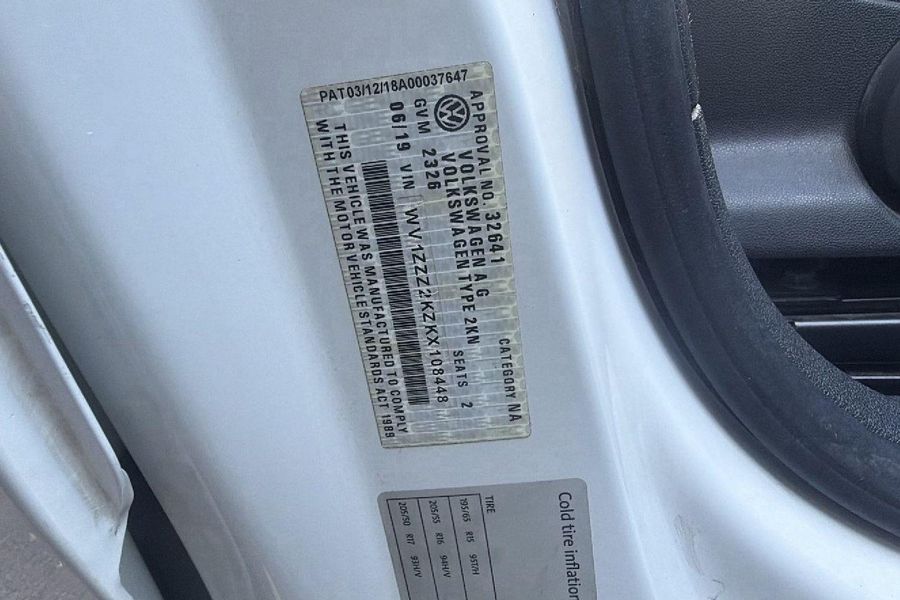 APPROVAL NO. 32641 CATEGORY NA
VOLKSWAGEN AG
VOLKSWAGEN TYPE 2KN
GVM 2326 SEATS 2
06/19 VIN WV1ZZZ2KZKX108448
THIS VEHICLE WAS MANUFACTURED TO COMPLY
WITH THE MOTOR VEHICLE STANDARDS ACT 1989
PAT03/12/18A00037647
Cold tire inflation
TIRE
195/65 R15 95T/H
205/55 R16 94H/V
205/50 R17 93H/V